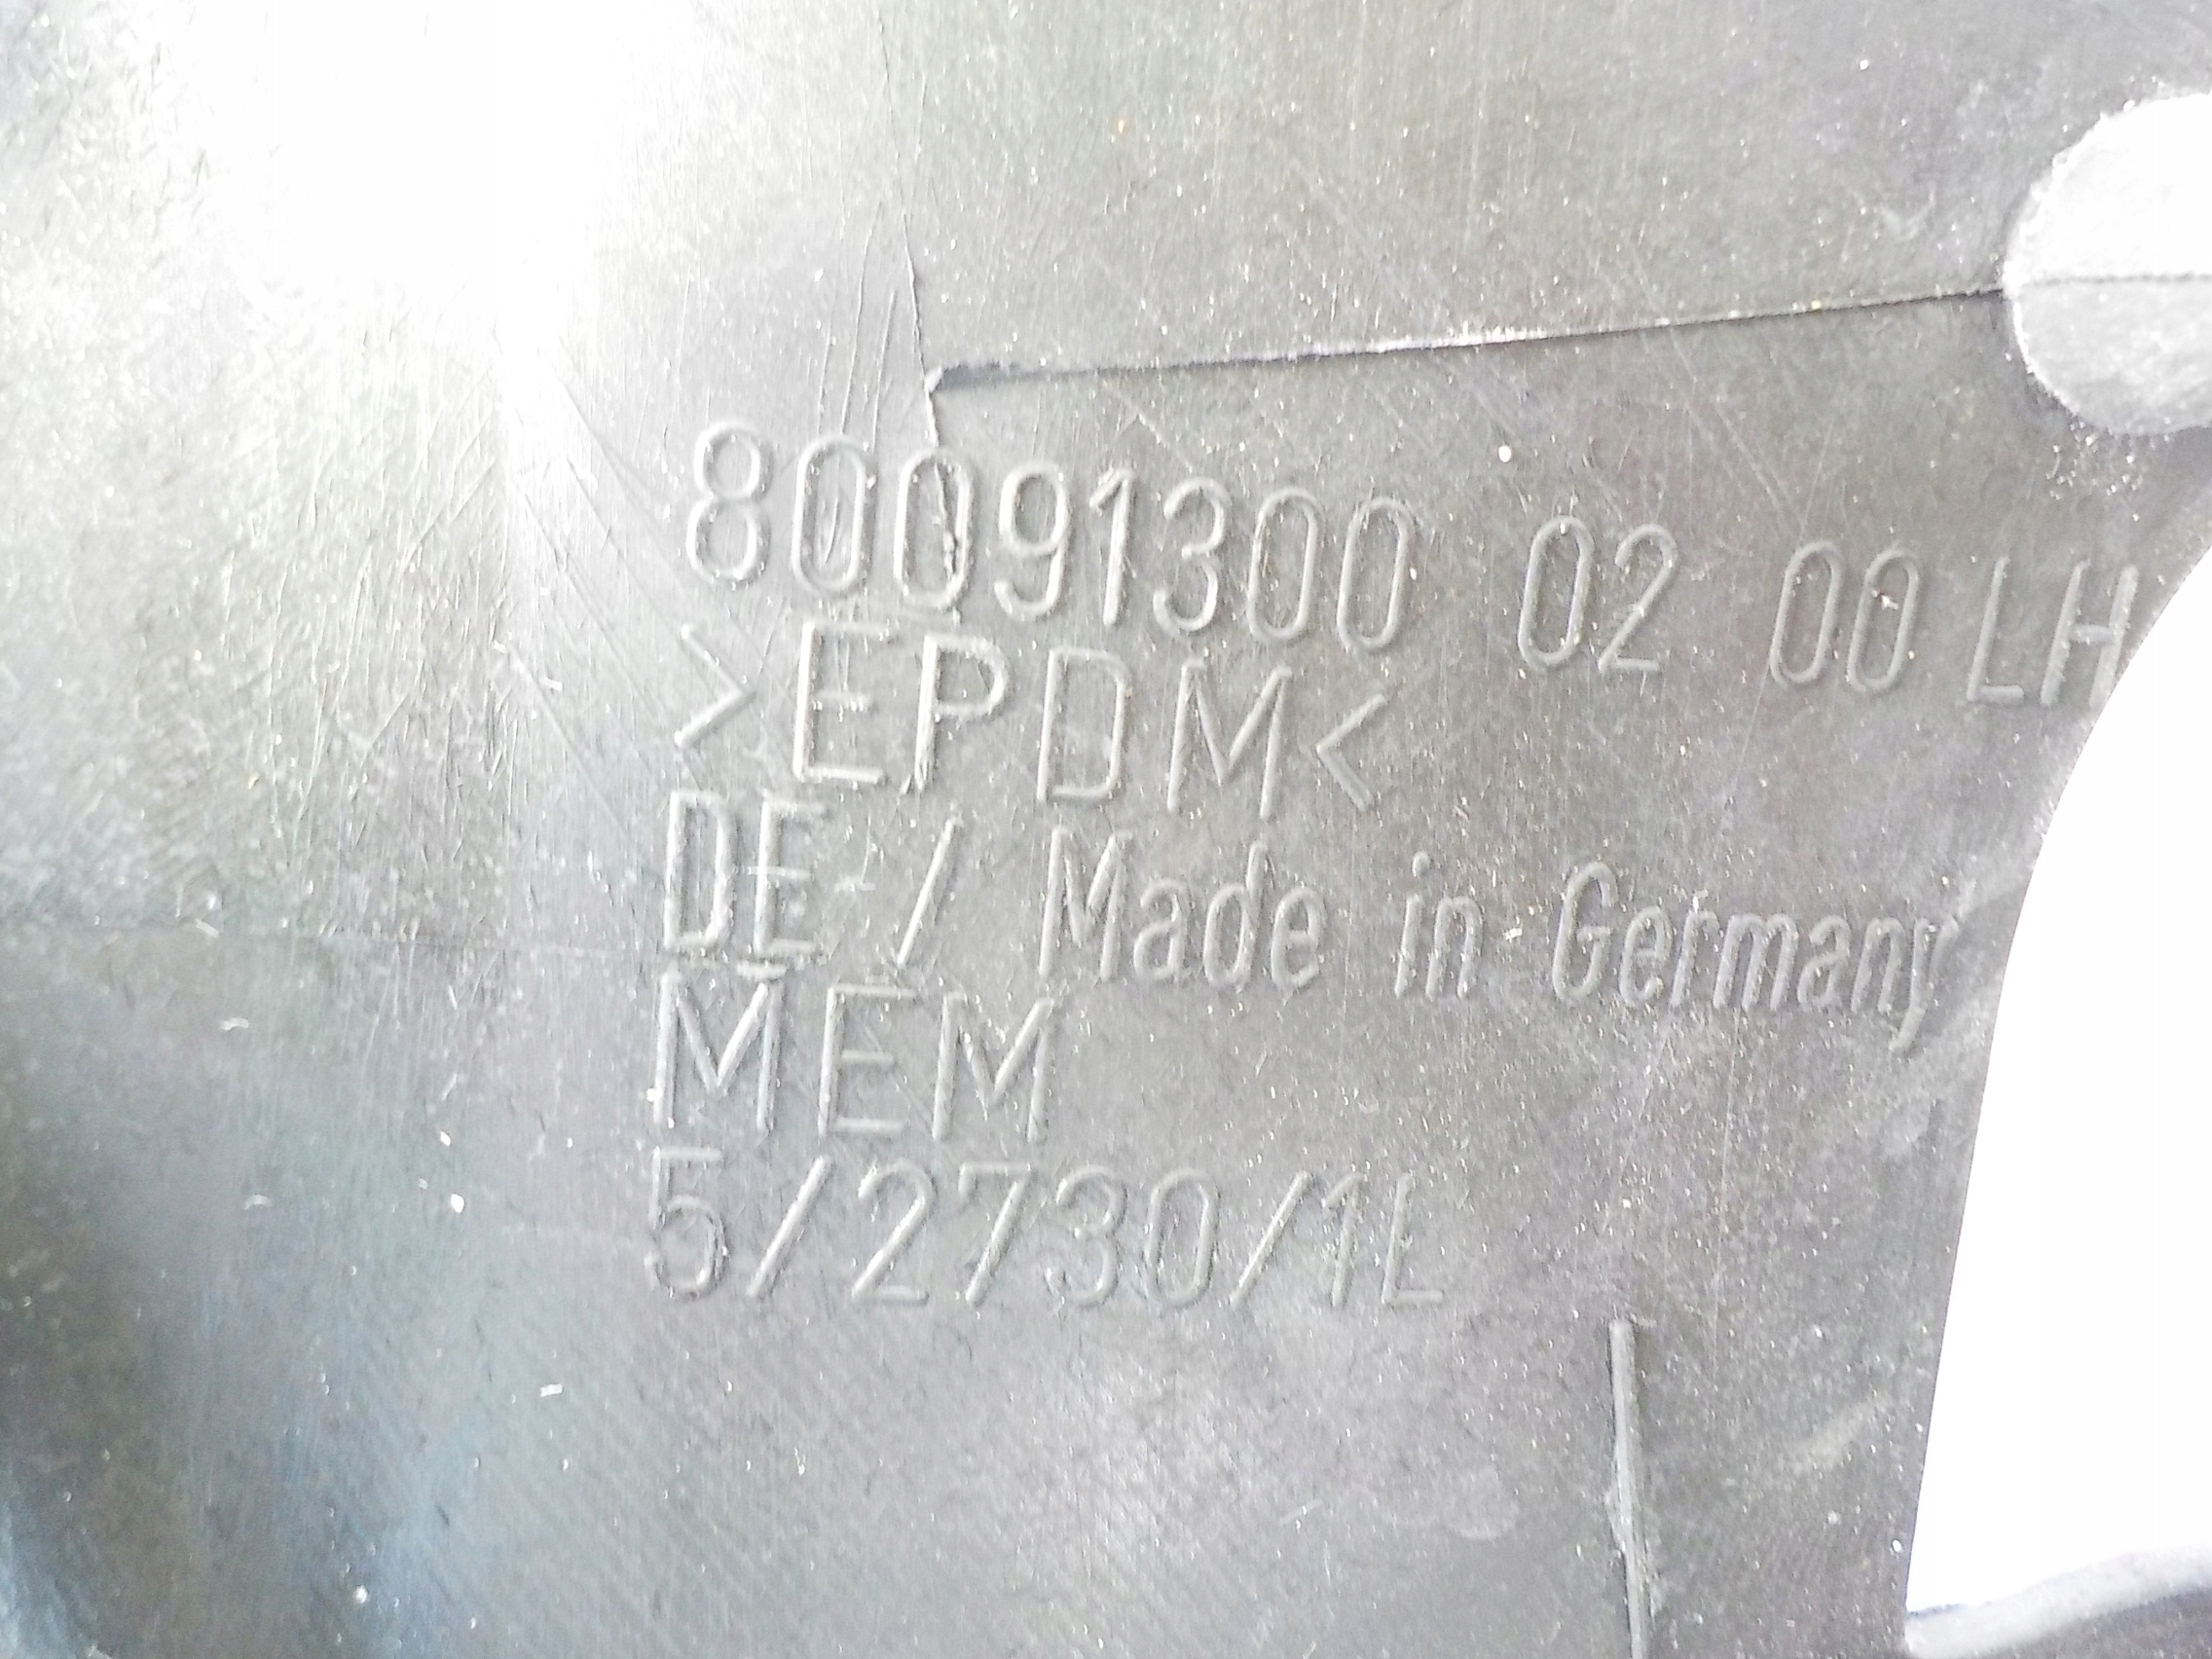 80091300 02 00 LH
>EPDM<
DE / Made in Germany
MEM
5/2730/1L